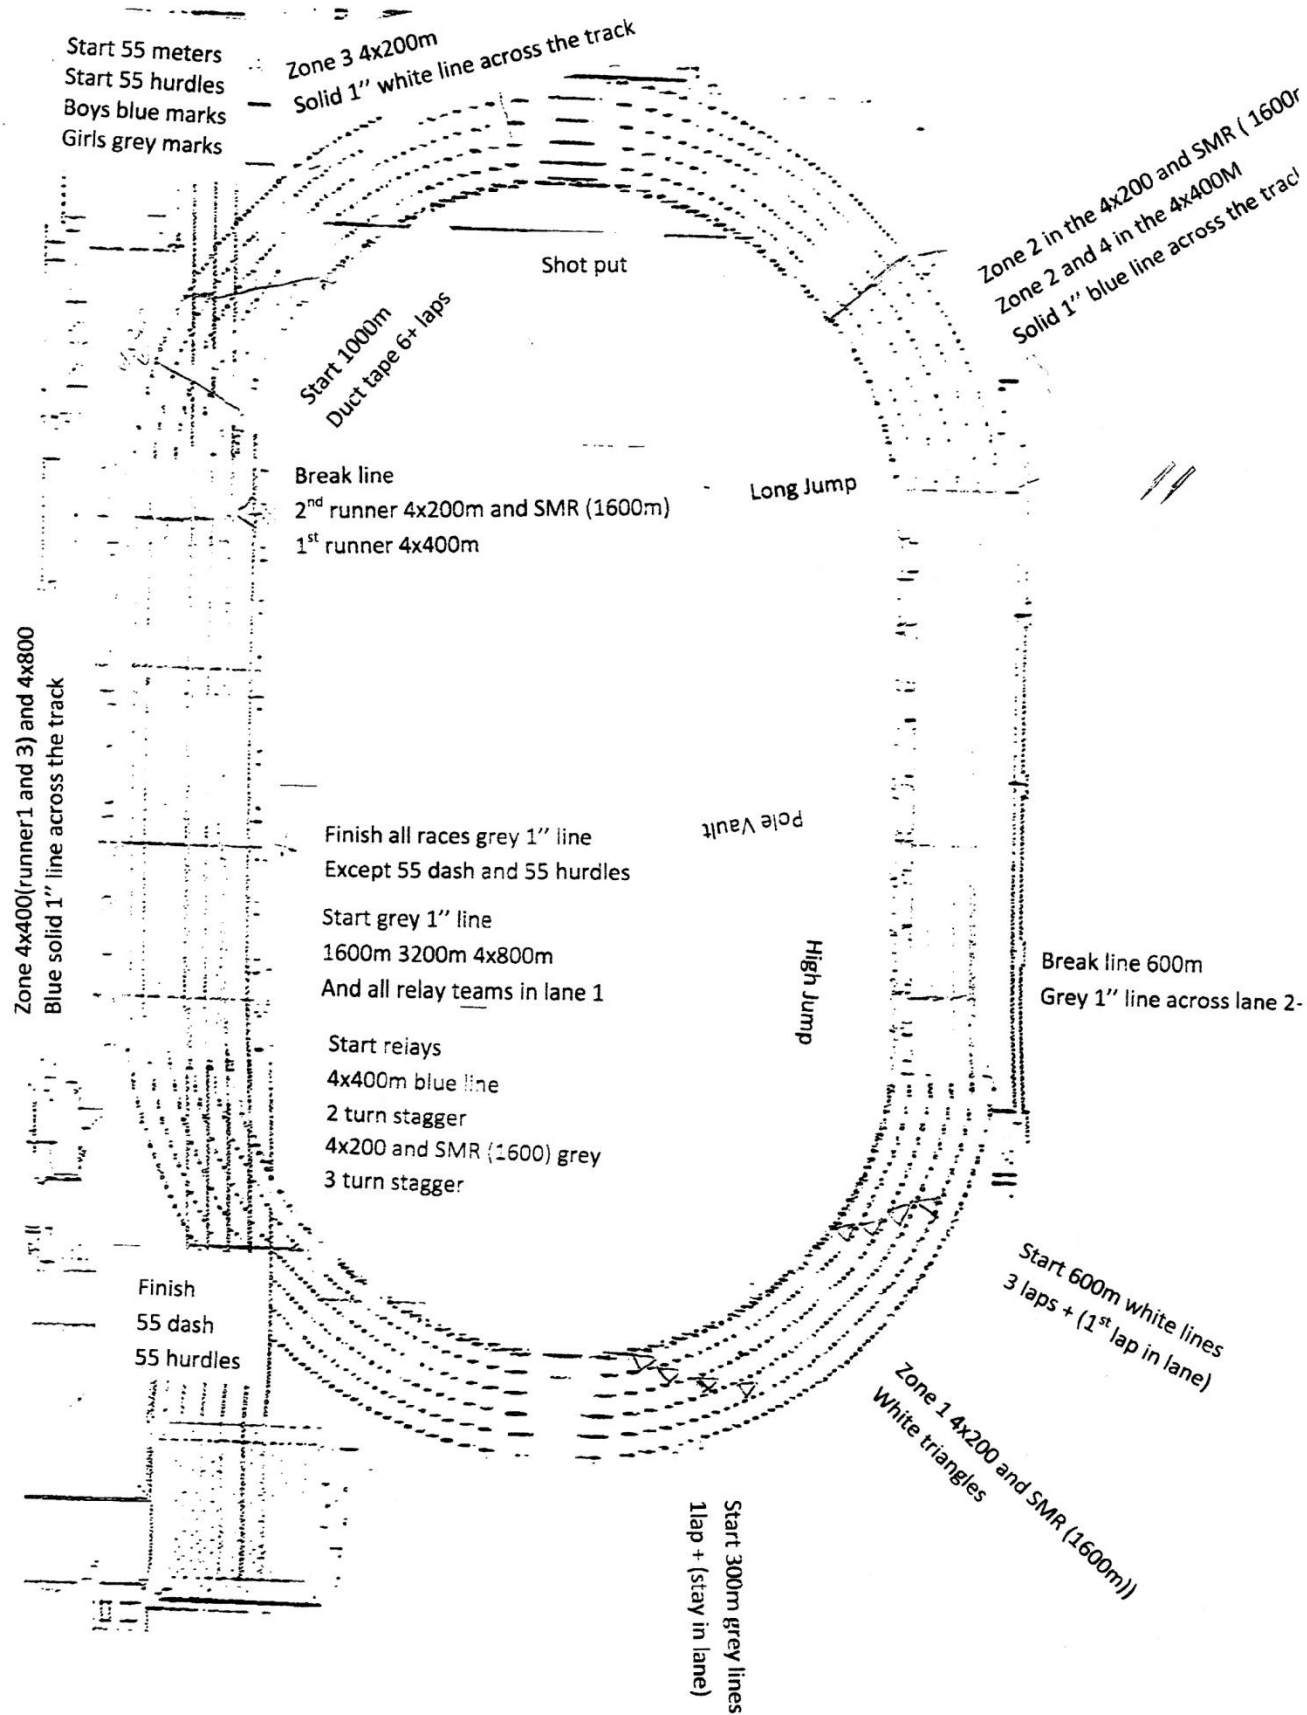 Start 55 meters
Start 55 hurdles
Boys blue marks
Girls grey marks
Zone 3 4x200m
Solid 1'' white line across the track
Zone 2 in the 4x200 and SMR ( 1600m
Zone 2 and 4 in the 4x400M
Solid 1'' blue line across the track
Shot put
Start 1000m
Duct tape 6+ laps
Break line
2nd runner 4x200m and SMR (1600m)
1st runner 4x400m
Long Jump
Zone 4x400(runner1 and 3) and 4x800
Blue solid 1'' line across the track
Finish all races grey 1'' line
Except 55 dash and 55 hurdles
Pole Vault
Start grey 1'' line
1600m 3200m 4x800m
And all relay teams in lane 1
High Jump
Break line 600m
Grey 1'' line across lane 2-
Start relays
4x400m blue line
2 turn stagger
4x200 and SMR (1600) grey
3 turn stagger
Finish
55 dash
55 hurdles
Start 600m white lines
3 laps + (1st lap in lane)
Zone 1 4x200 and SMR (1600m))
White triangles
Start 300m grey lines
1lap + (stay in lane)